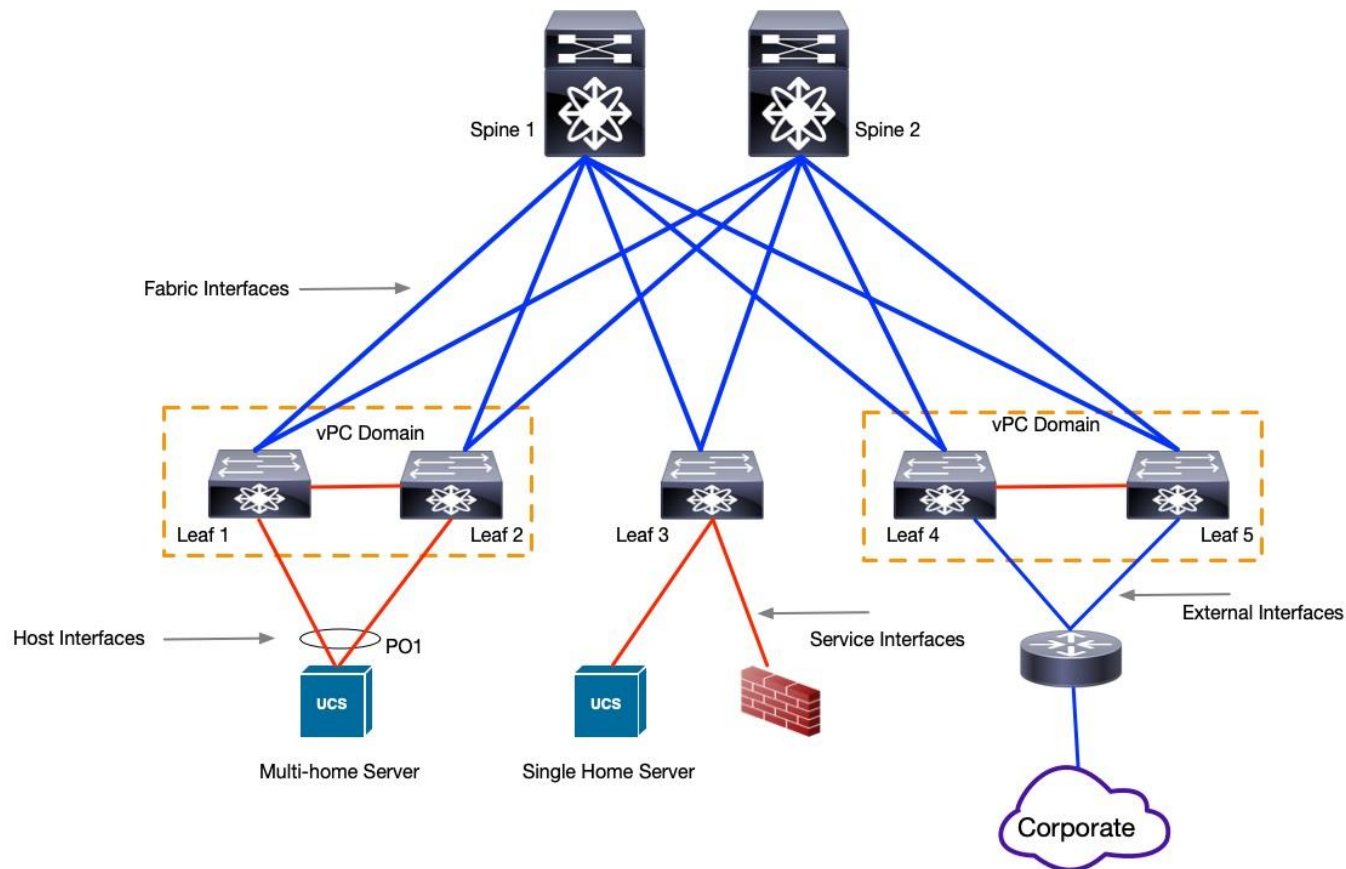 Spine 1
Spine 2
Fabric Interfaces
vPC Domain
vPC Domain
Leaf 1
Leaf 2
Leaf 3
Leaf 4
Leaf 5
Host Interfaces
PO1
Service Interfaces
External Interfaces
UCS
UCS
Multi-home Server
Single Home Server
Corporate